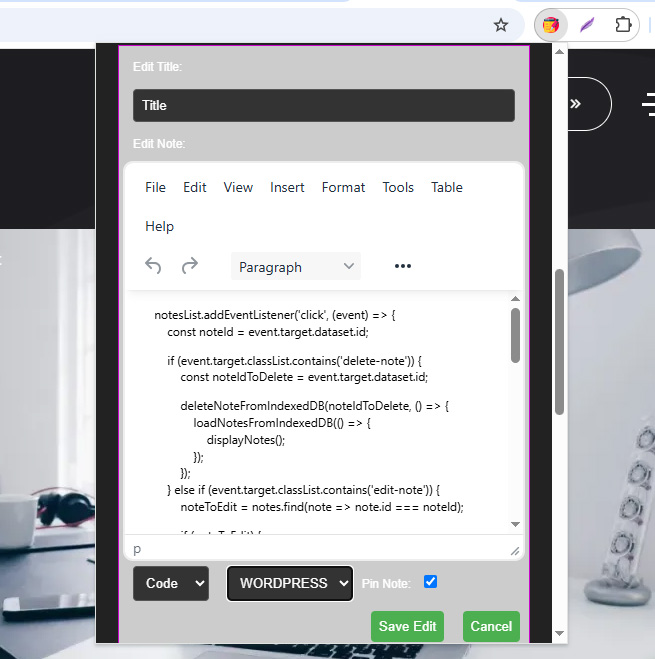 Edit Title:
Title
Edit Note:
File Edit View Insert Format Tools Table
Help
Paragraph
notesList.addEventListener('click', (event) => {
const noteId = event.target.dataset.id;
if (event.target.classList.contains('delete-note')) {
const noteIdToDelete = event.target.dataset.id;
deleteNoteFromIndexedDB(noteIdToDelete, () => {
loadNotesFromIndexedDB(() => {
displayNotes();
});
});
} else if (event.target.classList.contains('edit-note')) {
noteToEdit = notes.find(note => note.id === noteId);
p
Code WORDPRESS Pin Note:
Save Edit Cancel